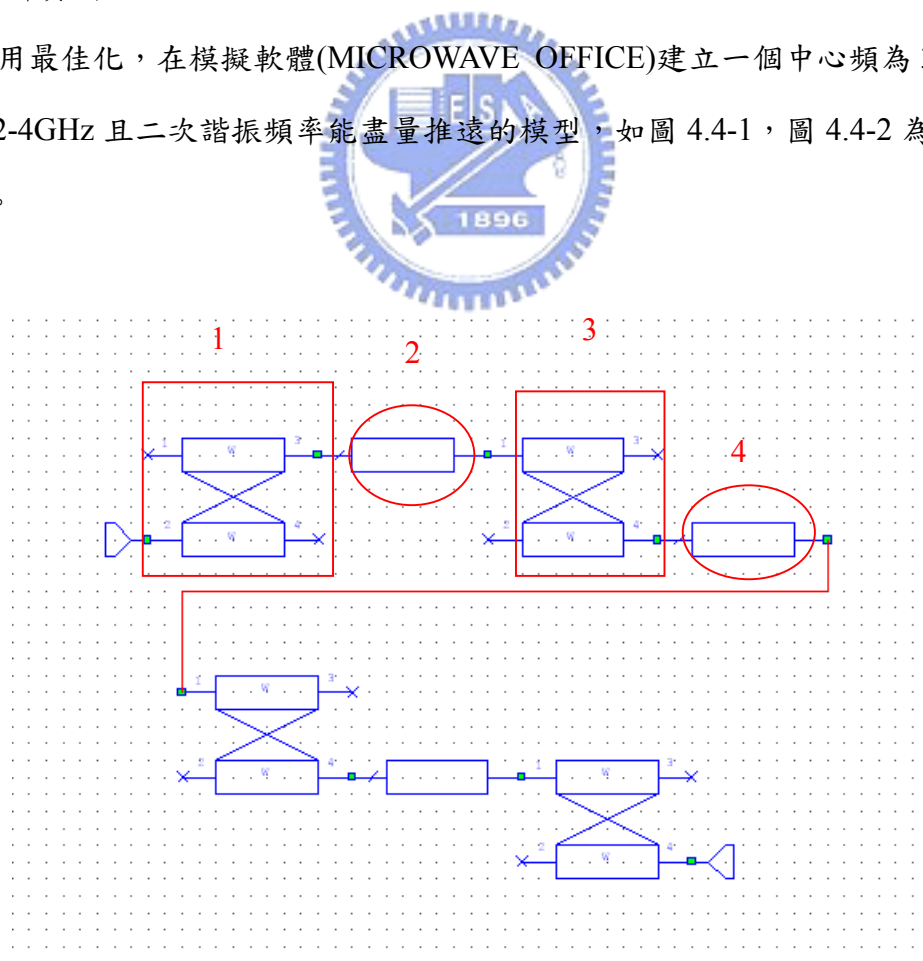 用最佳化，在模擬軟體(MICROWAVE OFFICE)建立一個中心頻為
2-4GHz 且二次諧振頻率能盡量推遠的模型，如圖 4.4-1，圖 4.4-2 為
。
E S A
1896
1 2 3 4
1 W 3 1 W 3
2 W 4 2 W 4
1 W 3
2 W 4 1 W 3
2 W 4